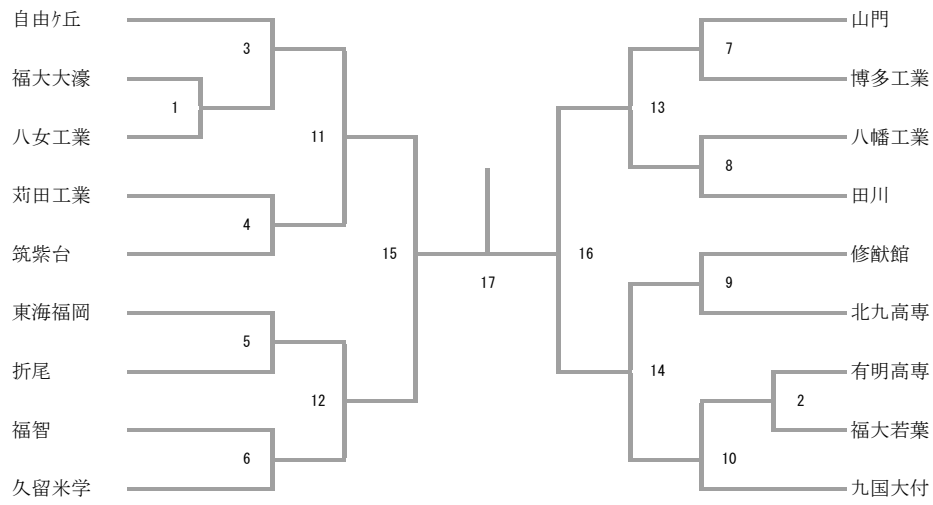 自由ｹ丘
3
福大大濠
1
八女工業
11
苅田工業
4
筑紫台
15
東海福岡
5
折尾
12
福智
6
久留米学
17
山門
7
博多工業
13
八幡工業
8
田川
16
修猷館
9
北九高専
14
有明高専
2
福大若葉
10
九国大付